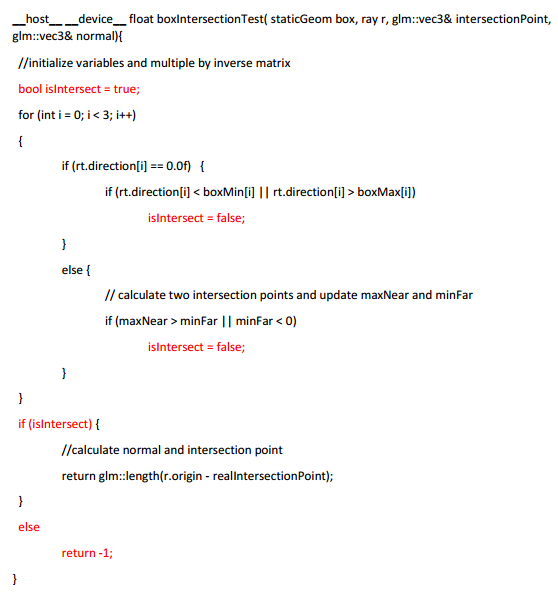 __host__ __device__ float boxIntersectionTest( staticGeom box, ray r, glm::vec3& intersectionPoint,
glm::vec3& normal){
//initialize variables and multiple by inverse matrix
bool isIntersect = true;
for (int i = 0; i < 3; i++)
{
if (rt.direction[i] == 0.0f) {
if (rt.direction[i] < boxMin[i] || rt.direction[i] > boxMax[i])
isIntersect = false;
}
else {
// calculate two intersection points and update maxNear and minFar
if (maxNear > minFar || minFar < 0)
isIntersect = false;
}
}
if (isIntersect) {
//calculate normal and intersection point
return glm::length(r.origin - realIntersectionPoint);
}
else
return -1;
}